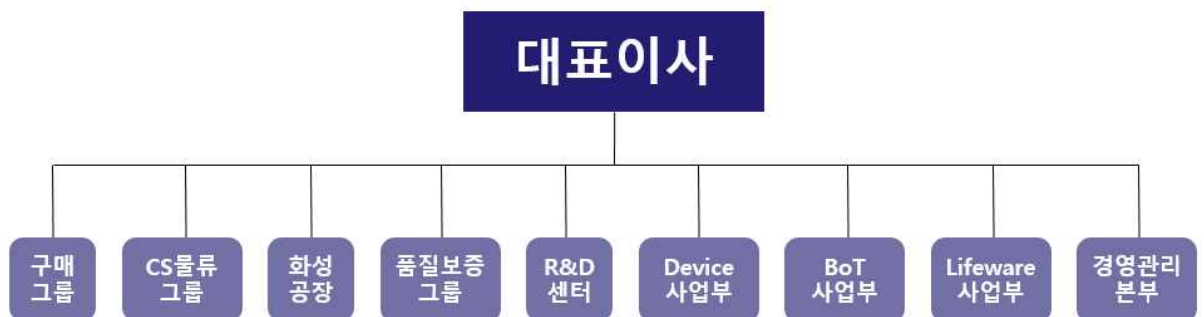 대표이사
구매
그룹
CS물류
그룹
화성
공장
품질보증
그룹
R&D
센터
Device
사업부
BoT
사업부
Lifeware
사업부
경영관리
본부